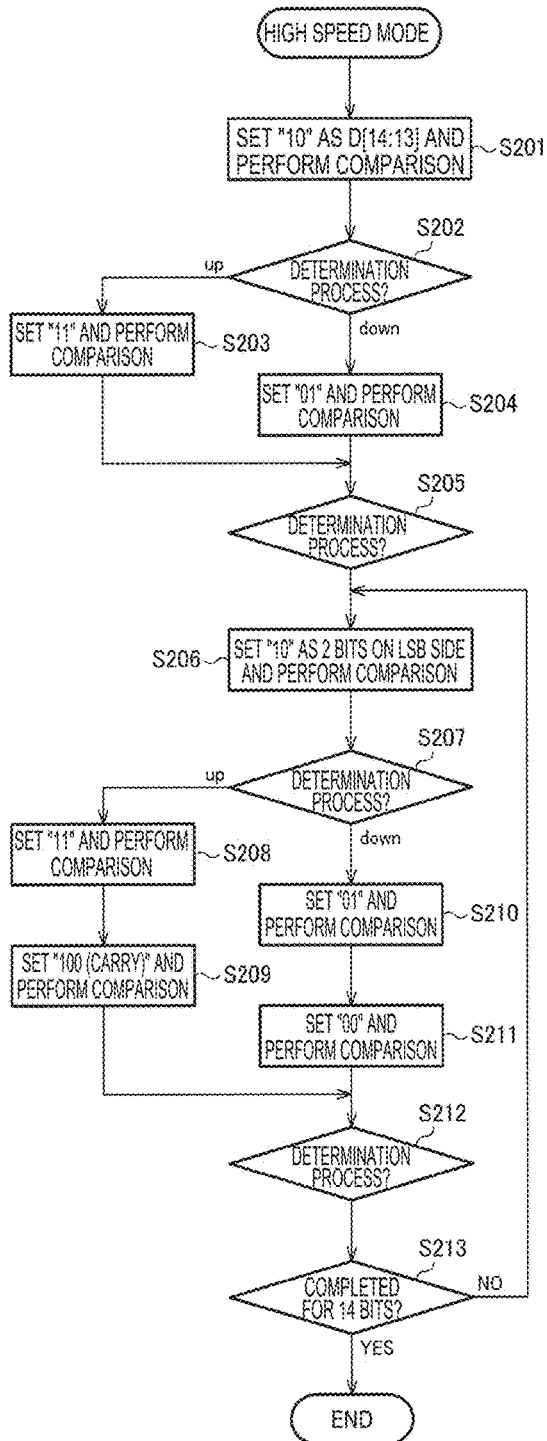 HIGH SPEED MODE
SET "10" AS D[14:13] AND
PERFORM COMPARISON
S201
S202
up
DETERMINATION
PROCESS?
down
SET "11" AND PERFORM
COMPARISON
S203
SET "01" AND PERFORM
COMPARISON
S204
S205
DETERMINATION
PROCESS?
S206
SET "10" AS 2 BITS ON LSB SIDE
AND PERFORM COMPARISON
S207
up
DETERMINATION
PROCESS?
down
SET "11" AND PERFORM
COMPARISON
S208
SET "01" AND
PERFORM COMPARISON
S210
SET "100 (CARRY)" AND
PERFORM COMPARISON
S209
SET "00" AND
PERFORM COMPARISON
S211
S212
DETERMINATION
PROCESS?
S213
COMPLETED
FOR 14 BITS?
NO
YES
END